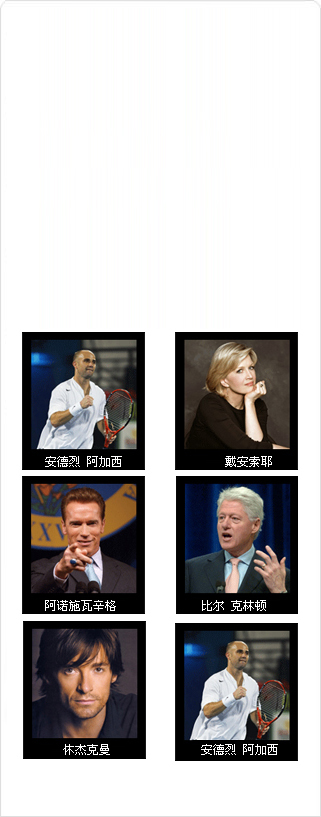 安德烈 阿加西
戴安索耶
阿诺施瓦辛格
比尔 克林顿
休杰克曼
安德烈 阿加西